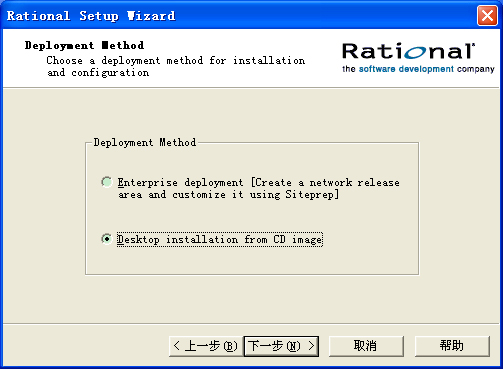 Rational Setup Wizard
Deployment Method
Choose a deployment method for installation
and configuration
Rational
the software development company
Deployment Method
Enterprise deployment [Create a network release
area and customize it using Siteprep]
Desktop installation from CD image
< 上一步(B) 下一步(N) > 取消 帮助